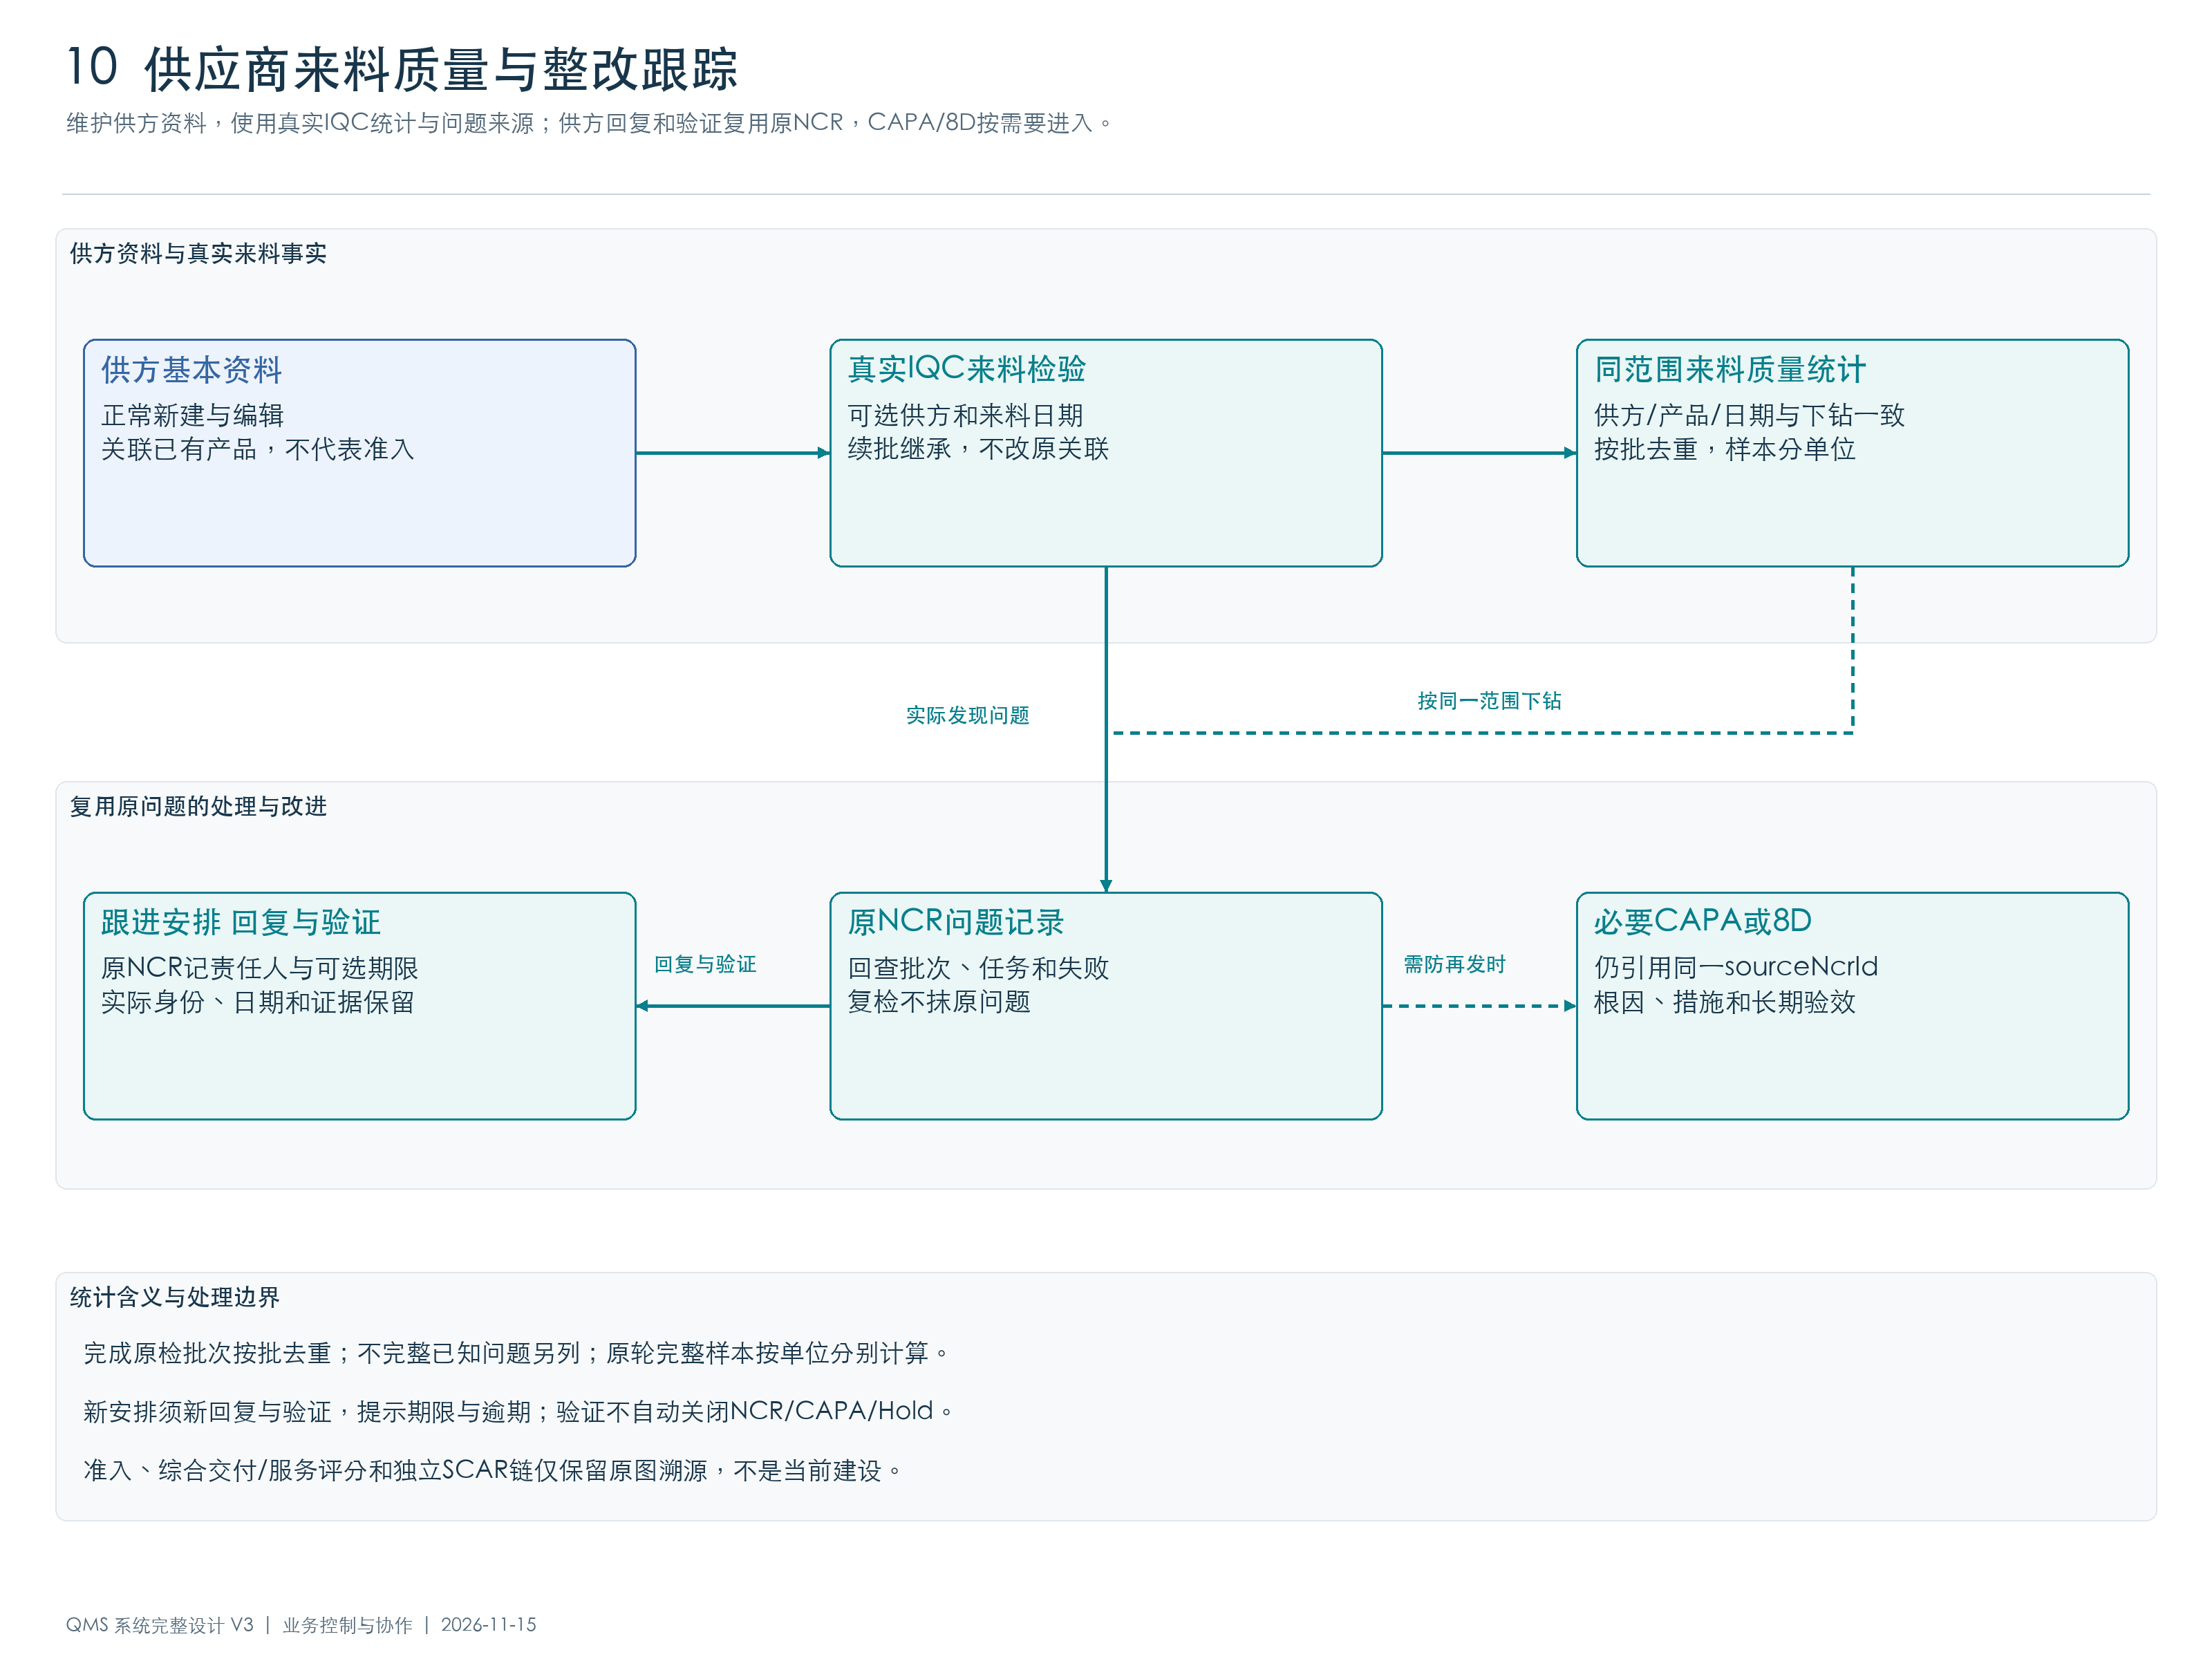 10 供应商来料质量与整改跟踪
维护供方资料，使用真实IQC统计与问题来源；供方回复和验证复用原NCR，CAPA/8D按需要进入。
供方资料与真实来料事实
供方基本资料
正常新建与编辑
关联已有产品，不代表准入
真实IQC来料检验
可选供方和来料日期
续批继承，不改原关联
同范围来料质量统计
供方/产品/日期与下钻一致
按批去重，样本分单位
实际发现问题
按同一范围下钻
复用原问题的处理与改进
跟进安排 回复与验证
原NCR记责任人与可选期限
实际身份、日期和证据保留
回复与验证
原NCR问题记录
回查批次、任务和失败
复检不抹原问题
需防再发时
必要CAPA或8D
仍引用同一sourceNcrId
根因、措施和长期验效
统计含义与处理边界
完成原检批次按批去重；不完整已知问题另列；原轮完整样本按单位分别计算。
新安排须新回复与验证，提示期限与逾期；验证不自动关闭NCR/CAPA/Hold。
准入、综合交付/服务评分和独立SCAR链仅保留原图溯源，不是当前建设。
QMS 系统完整设计 V3 | 业务控制与协作 | 2026-11-15